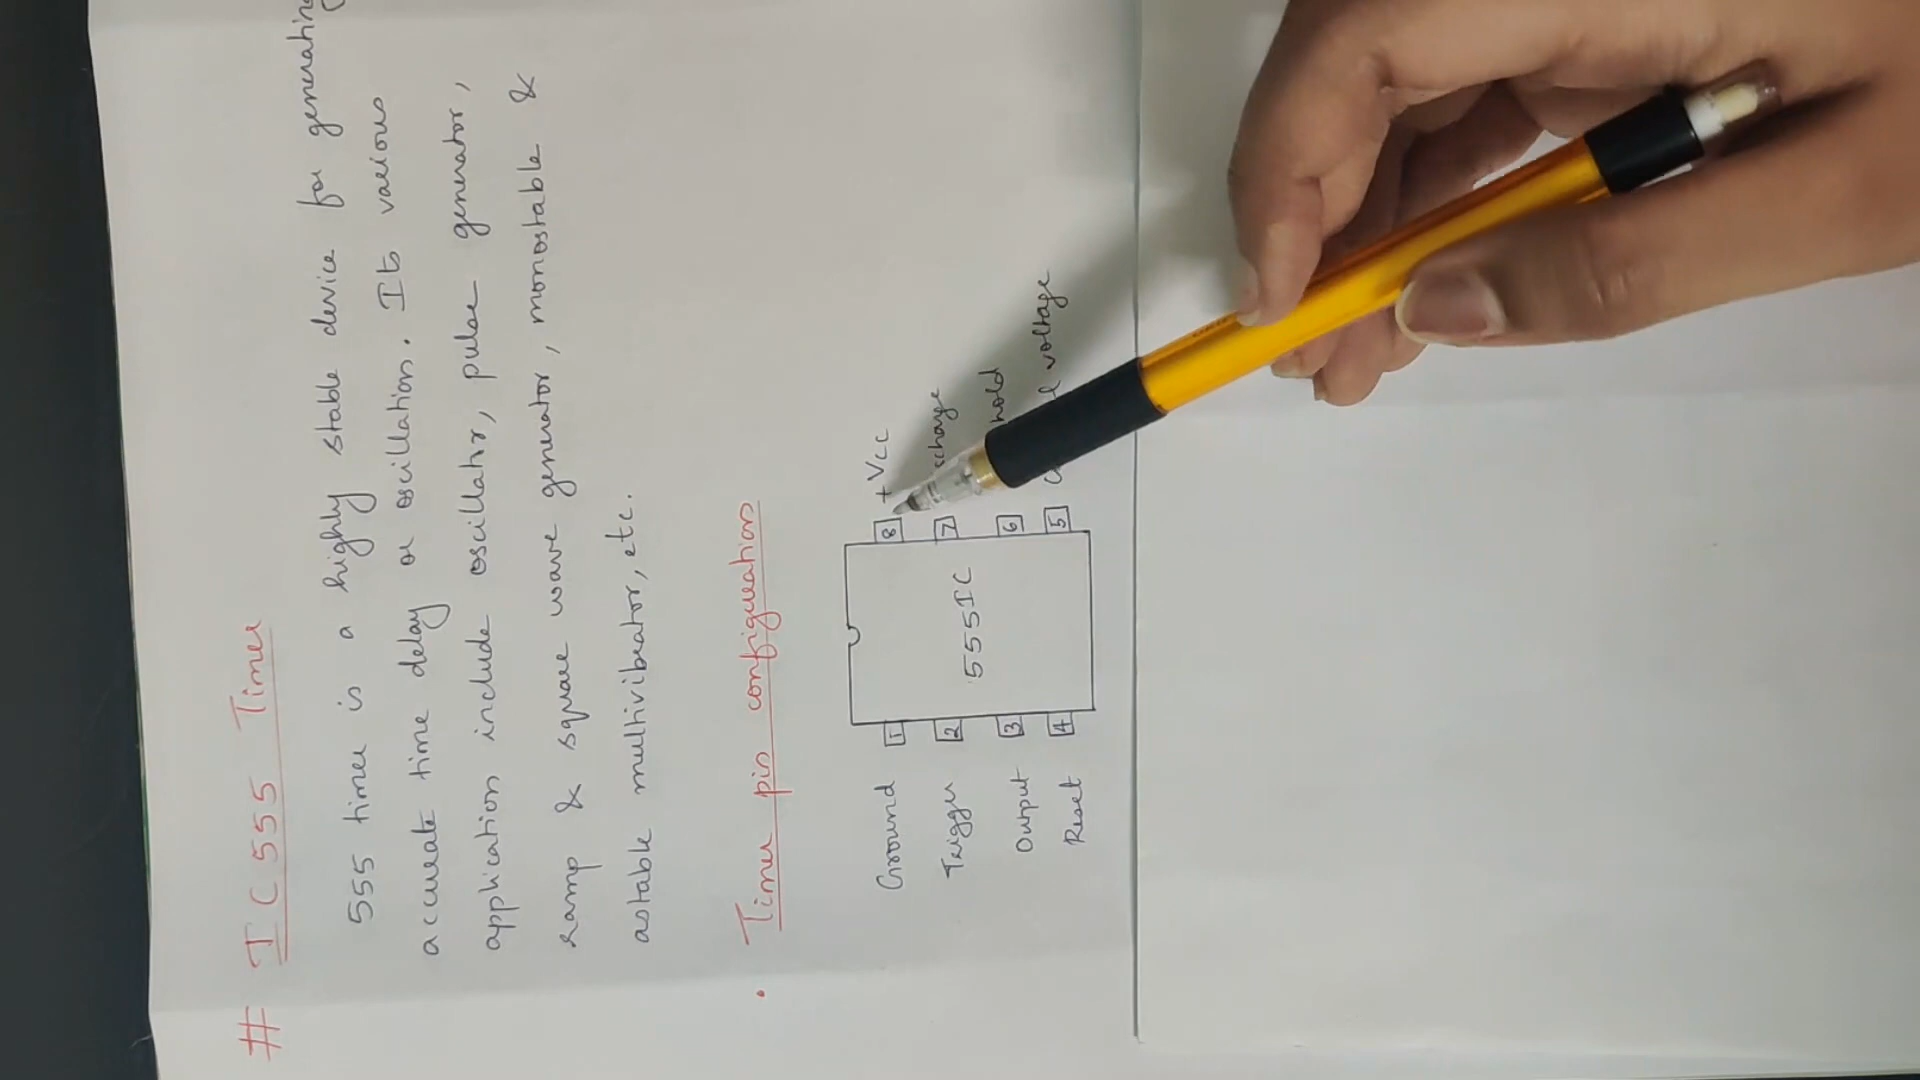 # IC 555 Timer
555 timer is a highly stable device for generating
accurate time delay or oscillation. Its various
application include oscillator, pulse generator,
ramp & square wave generator, monostable &
astable multivibrator, etc.
• Timer pin configuration
Ground 1 8 +Vcc
Trigger 2 7
Output 3 555IC 6
Reset 4 5 voltage